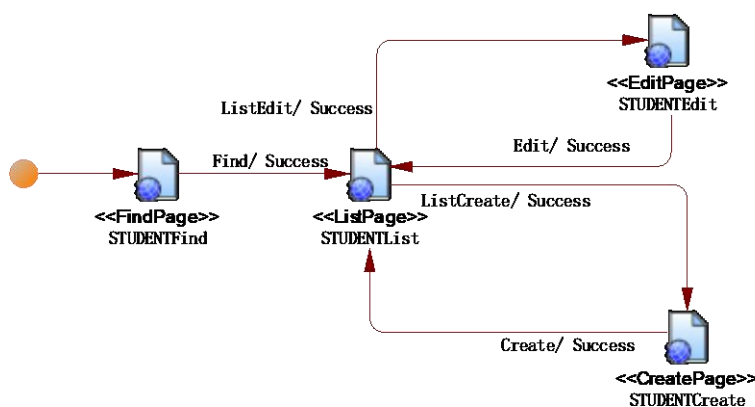 <<EditPage>>
STUDENTEdit
ListEdit/ Success
Edit/ Success
Find/ Success
ListCreate/ Success
<<FindPage>>
STUDENTFind
<<ListPage>>
STUDENTList
Create/ Success
<<CreatePage>>
STUDENTCreate